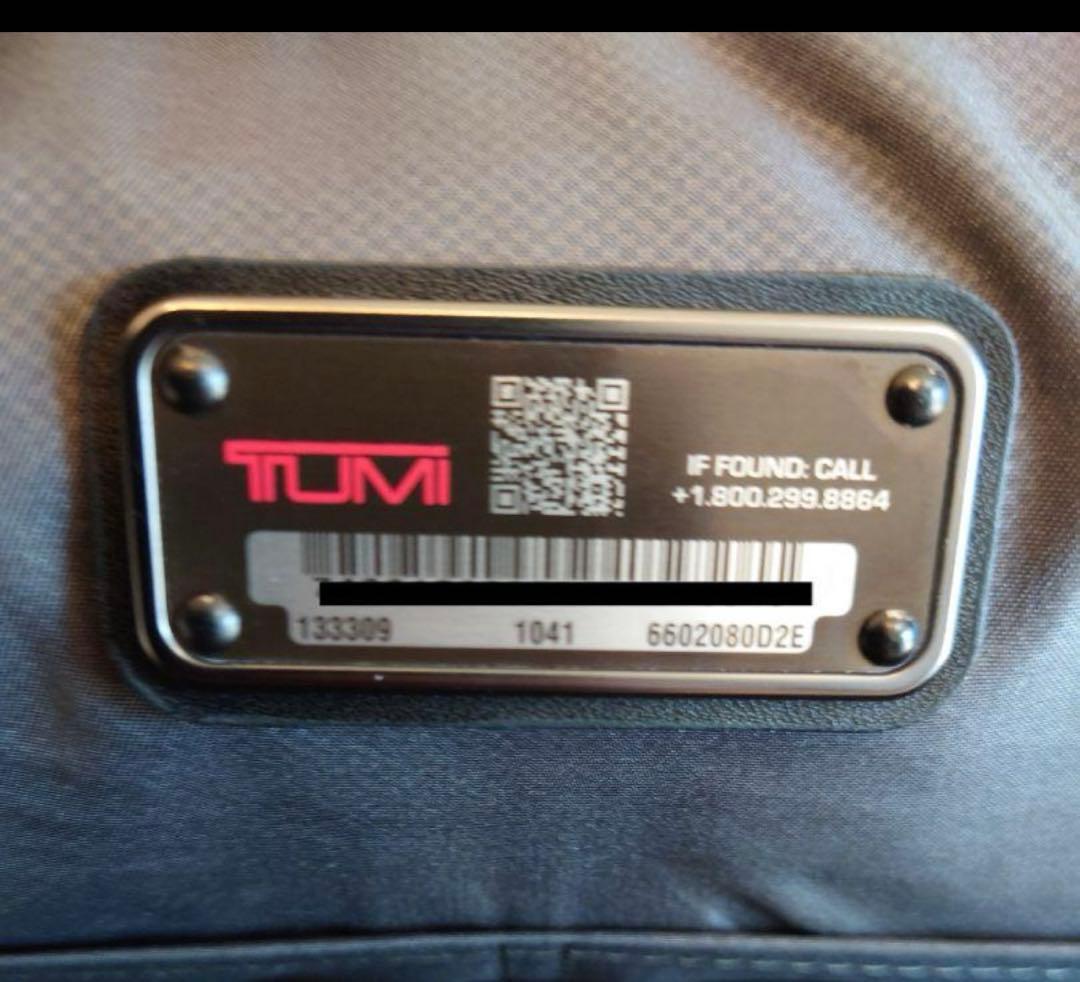 TUMI
IF FOUND: CALL
+1.800.299.8864
133309 1041 6602080D2E